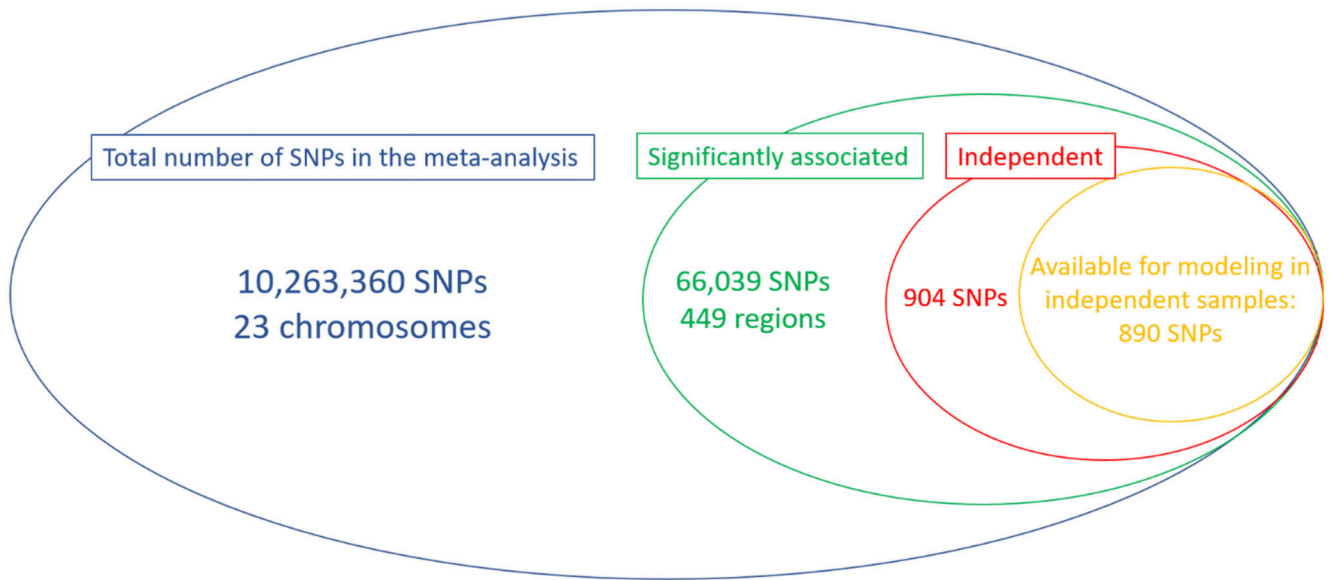 Total number of SNPs in the meta-analysis
10,263,360 SNPs
23 chromosomes
Significantly associated
66,039 SNPs
449 regions
Independent
904 SNPs
Available for modeling in
independent samples:
890 SNPs